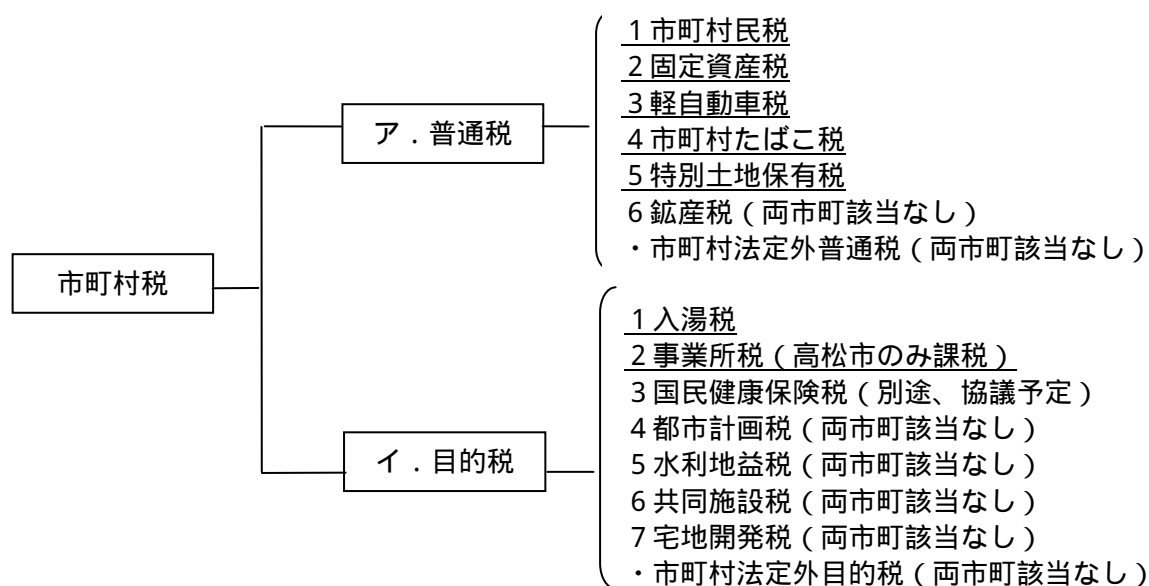 市町村税
ア．普通税
1 市町村民税
2 固定資産税
3 軽自動車税
4 市町村たばこ税
5 特別土地保有税
6 鉱産税（両市町該当なし）
・市町村法定外普通税（両市町該当なし）
イ．目的税
1 入湯税
2 事業所税（高松市のみ課税）
3 国民健康保険税（別途、協議予定）
4 都市計画税（両市町該当なし）
5 水利地益税（両市町該当なし）
6 共同施設税（両市町該当なし）
7 宅地開発税（両市町該当なし）
・市町村法定外目的税（両市町該当なし）